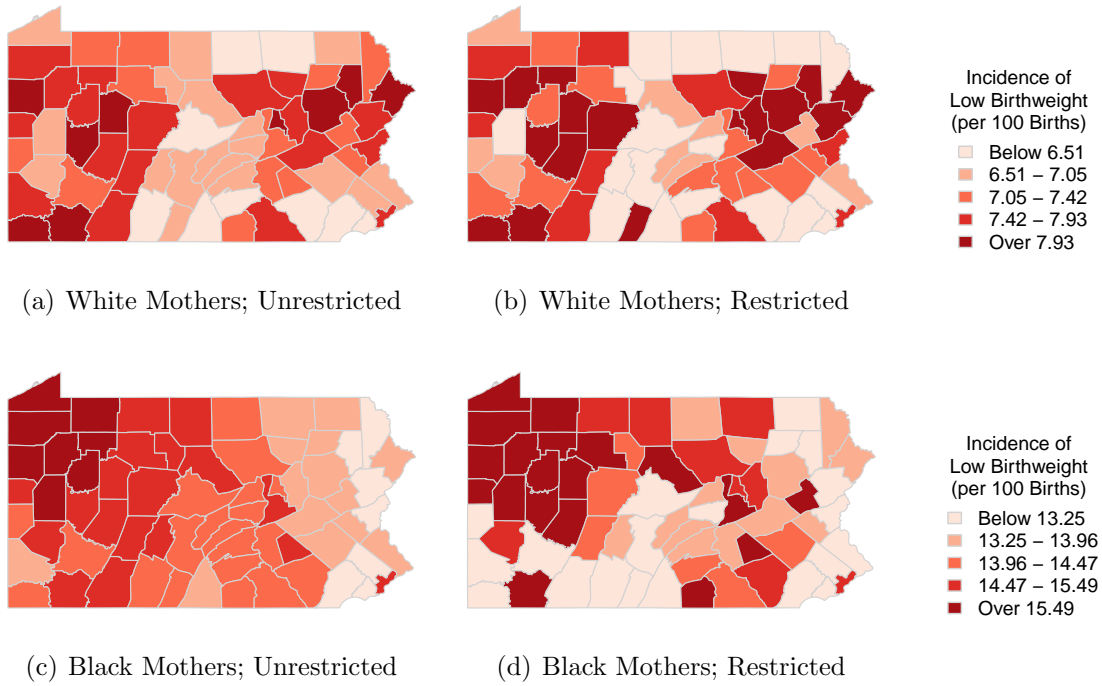 Incidence of
Low Birthweight
(per 100 Births)
Below 6.51
6.51 – 7.05
7.05 – 7.42
7.42 – 7.93
Over 7.93
(a) White Mothers; Unrestricted
(b) White Mothers; Restricted
Incidence of
Low Birthweight
(per 100 Births)
Below 13.25
13.25 – 13.96
13.96 – 14.47
14.47 – 15.49
Over 15.49
(c) Black Mothers; Unrestricted
(d) Black Mothers; Restricted